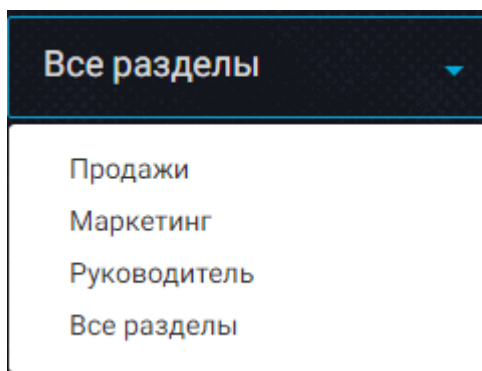 Все разделы
Продажи
Маркетинг
Руководитель
Все разделы